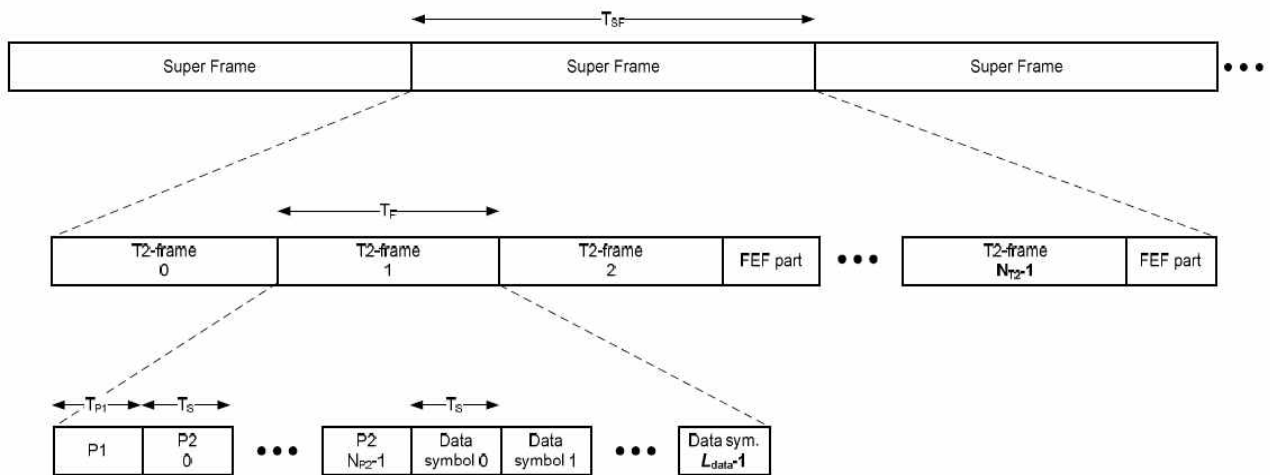 T_SF
Super Frame
Super Frame
Super Frame
T_F
T2-frame
0
T2-frame
1
T2-frame
2
FEF part
T2-frame
N_T2-1
FEF part
T_P1
T_S
T_S
P1
P2
0
P2
N_P2-1
Data
symbol 0
Data
symbol 1
Data sym.
L_data-1